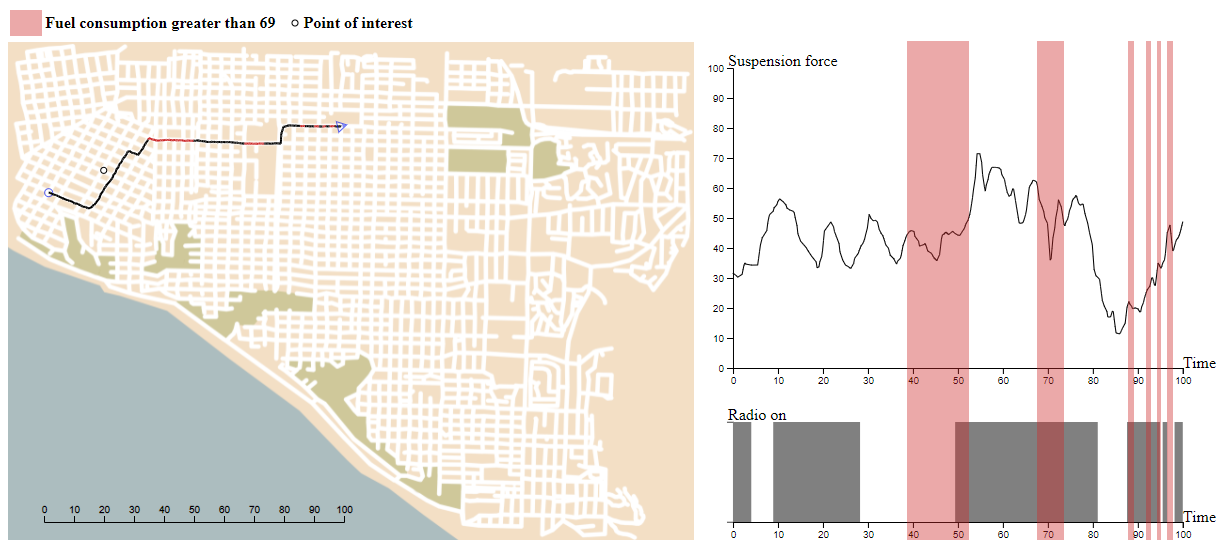 Fuel consumption greater than 69 Point of interest
Suspension force
100
90
80
70
60
50
40
30
20
10
0
0 10 20 30 40 50 60 70 80 90 100
Time
Radio on
0 10 20 30 40 50 60 70 80 90 100
Time
0 10 20 30 40 50 60 70 80 90 100